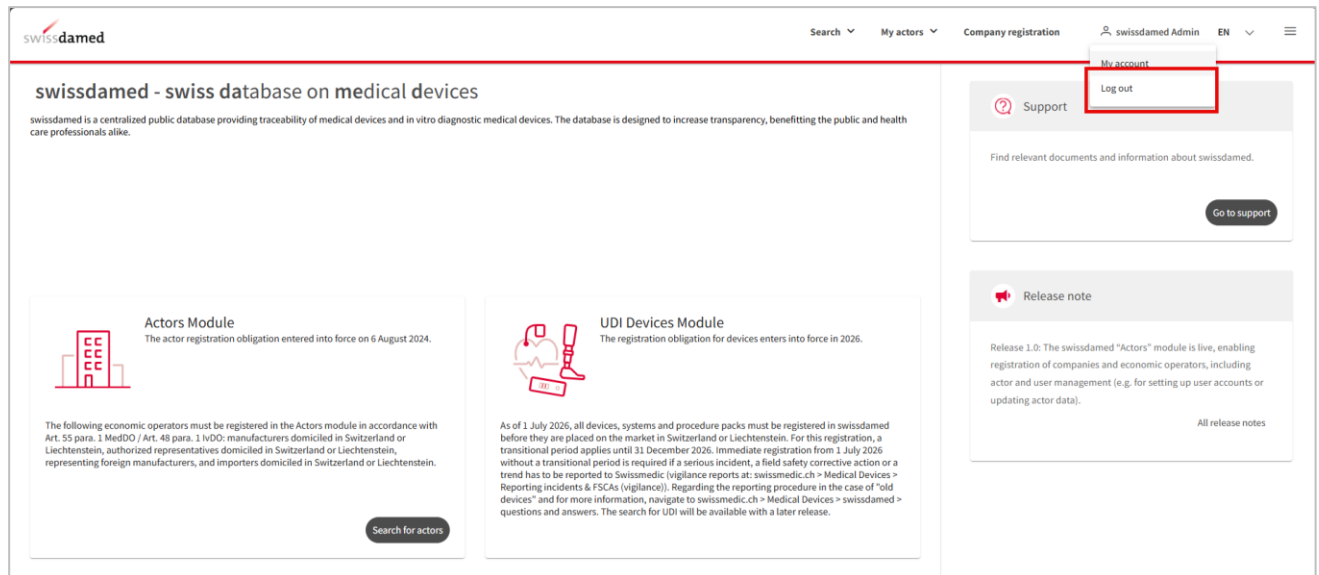 swissdamed
Search
My actors
Company registration
swissdamed Admin
EN
My account
Log out
swissdamed - swiss database on medical devices
swissdamed is a centralized public database providing traceability of medical devices and in vitro diagnostic medical devices. The database is designed to increase transparency, benefitting the public and health
care professionals alike.
Support
Find relevant documents and information about swissdamed.
Go to support
Actors Module
The actor registration obligation entered into force on 6 August 2024.
The following economic operators must be registered in the Actors module in accordance with
Art. 55 para. 1 MedDO / Art. 48 para. 1 IvDO: manufacturers domiciled in Switzerland or
Liechtenstein, authorized representatives domiciled in Switzerland or Liechtenstein,
representing foreign manufacturers, and importers domiciled in Switzerland or Liechtenstein.
Search for actors
UDI Devices Module
The registration obligation for devices enters into force in 2026.
As of 1 July 2026, all devices, systems and procedure packs must be registered in swissdamed
before they are placed on the market in Switzerland or Liechtenstein. For this registration, a
transitional period applies until 31 December 2026. Immediate registration from 1 July 2026
without a transitional period is required if a serious incident, a field safety corrective action or a
trend has to be reported to Swissmedic (vigilance reports at: swissmedic.ch > Medical Devices >
Reporting incidents & FSCAs (vigilance)). Regarding the reporting procedure in the case of "old
devices" and for more information, navigate to swissmedic.ch > Medical Devices > swissdamed >
questions and answers. The search for UDI will be available with a later release.
Release note
Release 1.0: The swissdamed “Actors” module is live, enabling
registration of companies and economic operators, including
actor and user management (e.g. for setting up user accounts or
updating actor data).
All release notes